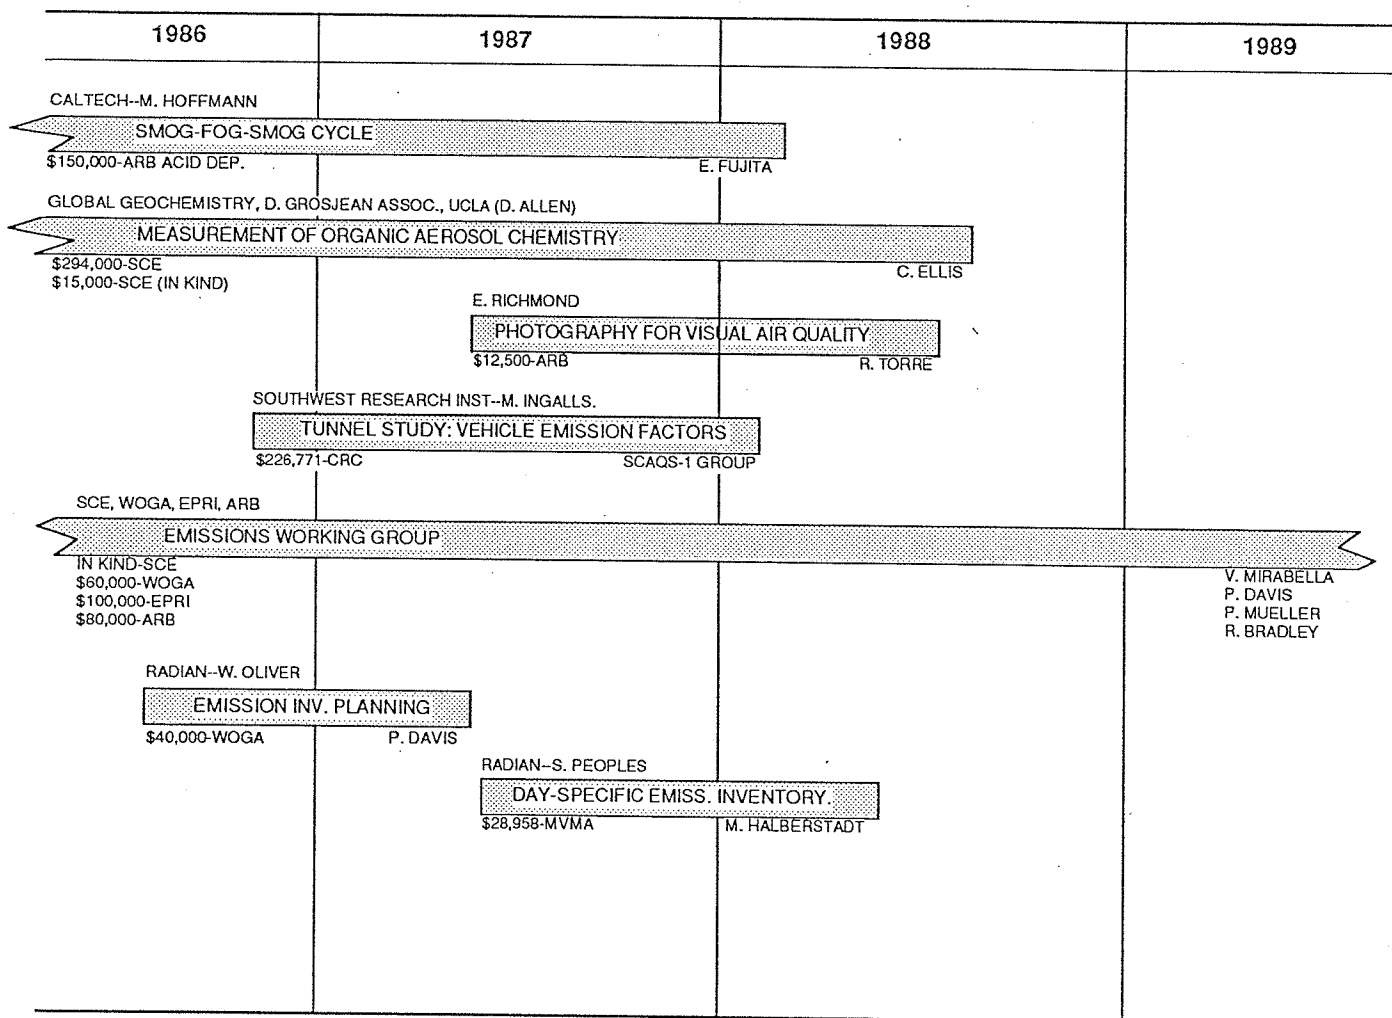 1986
1987
1988
1989
CALTECH--M. HOFFMANN
SMOG-FOG-SMOG CYCLE
$150,000-ARB ACID DEP.
E. FUJITA
GLOBAL GEOCHEMISTRY, D. GROSJEAN ASSOC., UCLA (D. ALLEN)
MEASUREMENT OF ORGANIC AEROSOL CHEMISTRY
$294,000-SCE
C. ELLIS
$15,000-SCE (IN KIND)
E. RICHMOND
PHOTOGRAPHY FOR VISUAL AIR QUALITY
$12,500-ARB
R. TORRE
SOUTHWEST RESEARCH INST--M. INGALLS.
TUNNEL STUDY: VEHICLE EMISSION FACTORS
$226,771-CRC
SCAQS-1 GROUP
SCE, WOGA, EPRI, ARB
EMISSIONS WORKING GROUP
IN KIND-SCE
$60,000-WOGA
$100,000-EPRI
$80,000-ARB
V. MIRABELLA
P. DAVIS
P. MUELLER
R. BRADLEY
RADIAN--W. OLIVER
EMISSION INV. PLANNING
$40,000-WOGA
P. DAVIS
RADIAN--S. PEOPLES
DAY-SPECIFIC EMISS. INVENTORY.
$28,958-MVMA
M. HALBERSTADT